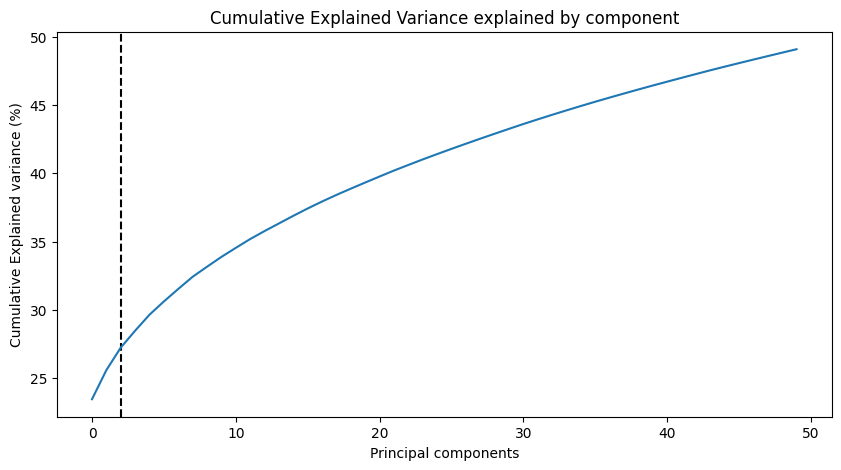 Cumulative Explained Variance explained by component
Cumulative Explained variance (%)
50
45
40
35
30
25
0 10 20 30 40 50
Principal components